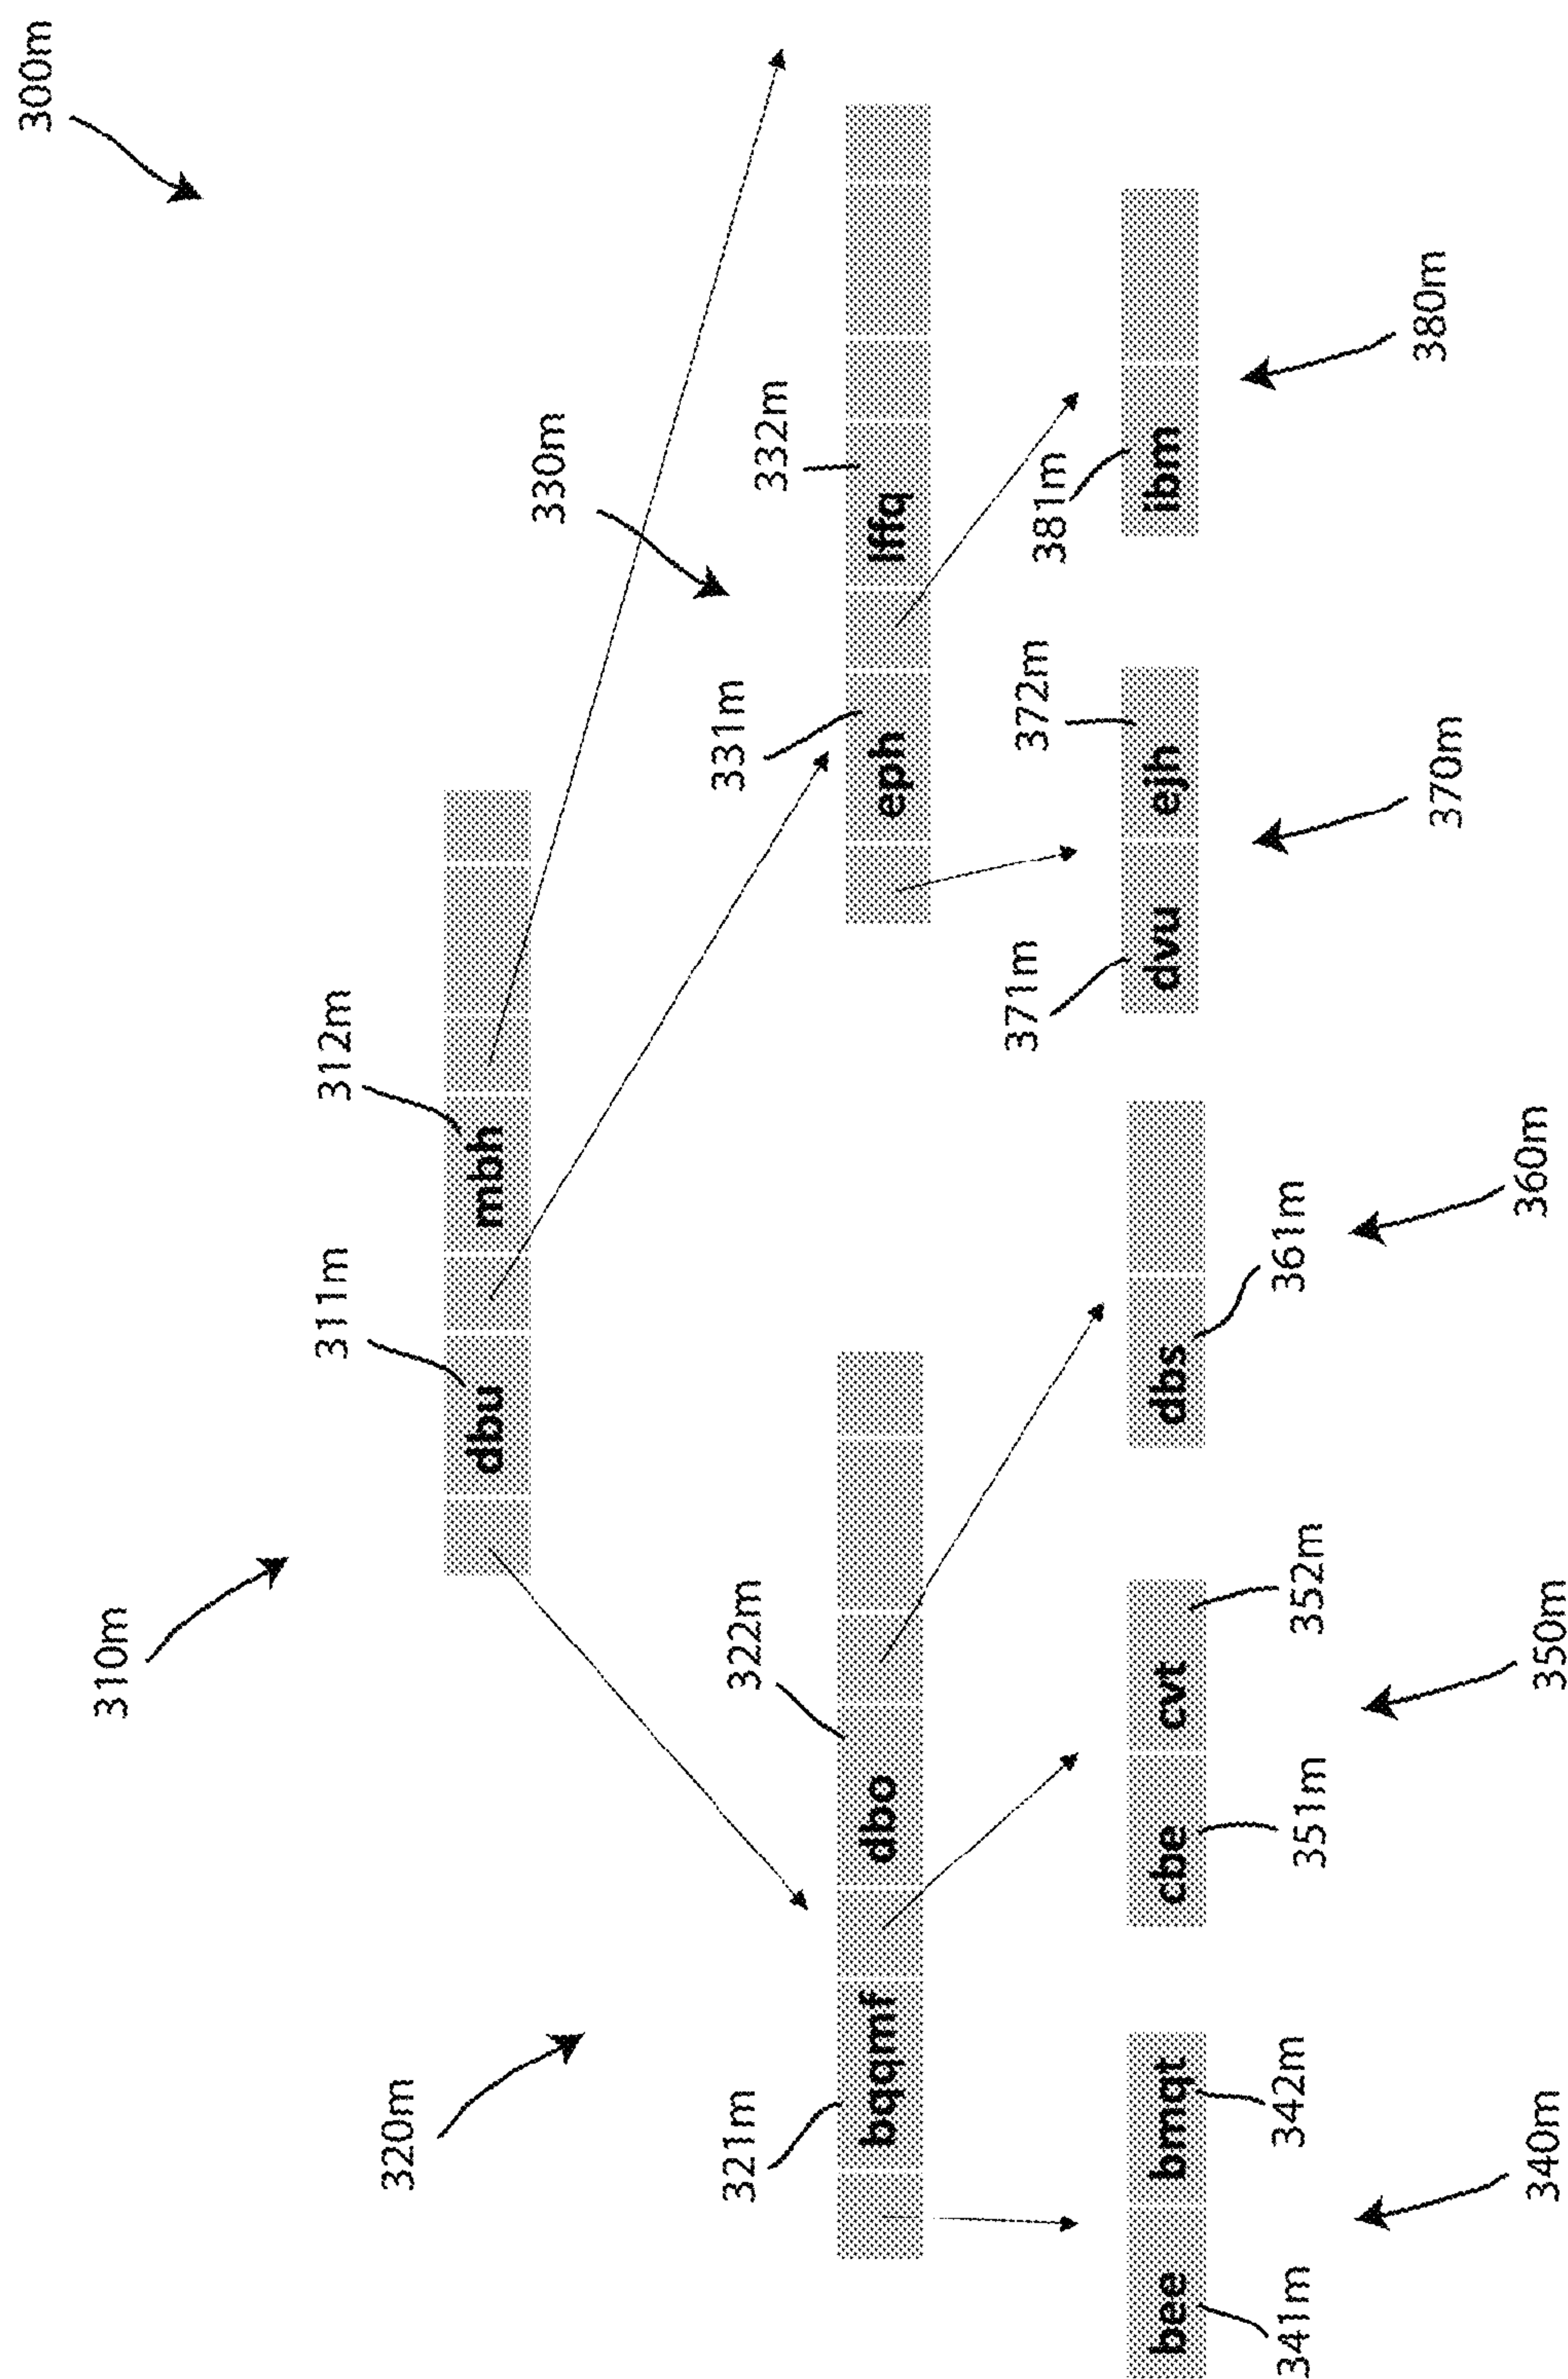 300m
310m
311m 312m
320m
dbu mbh
330m
321m 322m 331m 332m
bqqmf dbo eph lffq
371m 372m 381m
bee bmqt cbe cvt dbs dvu ejh ibm
341m 342m 351m 352m 361m
340m 350m 360m 370m 380m